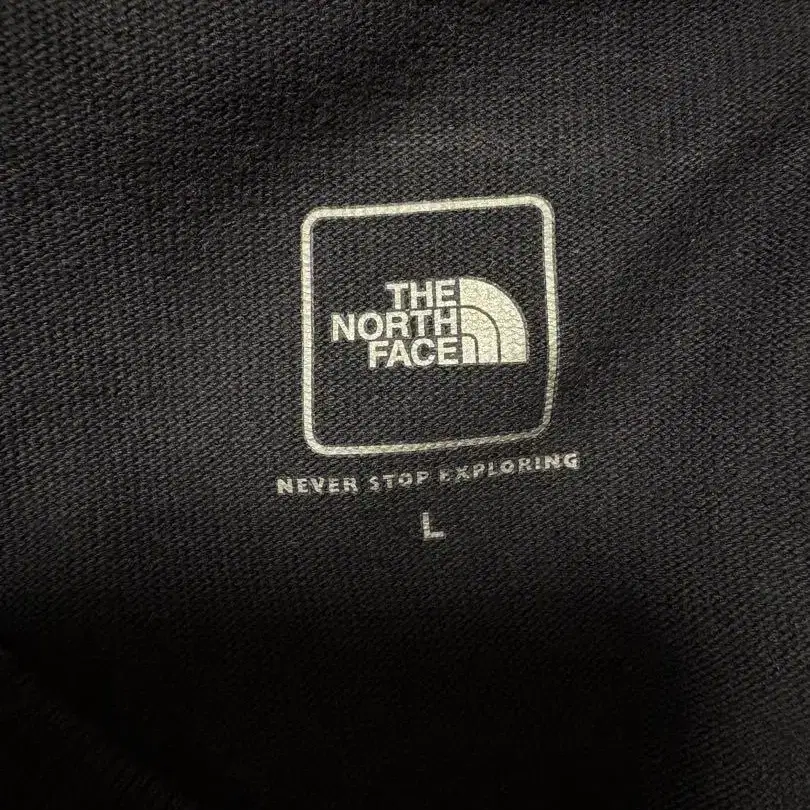 THE
NORTH
FACE
NEVER STOP EXPLORING
L